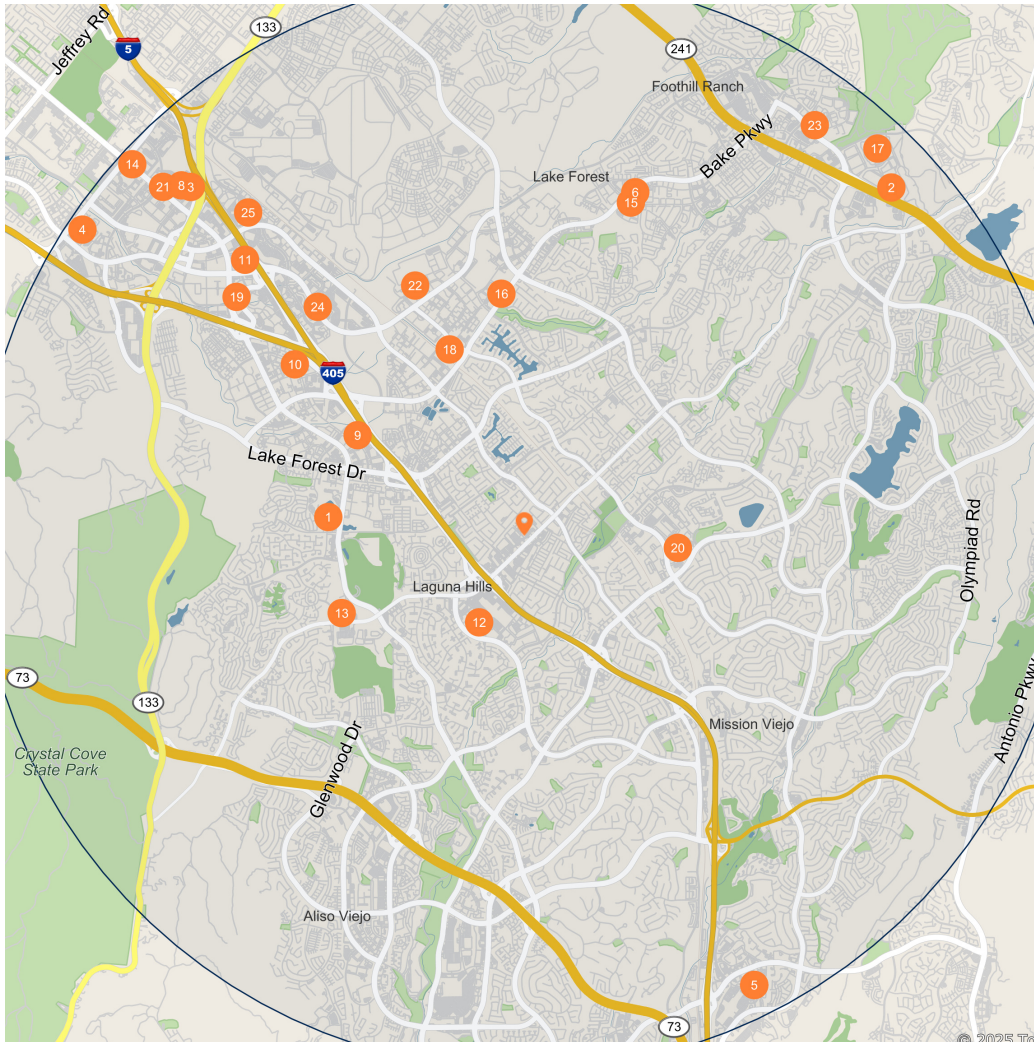 133
Jeffrey Rd
5
241
Foothill Ranch
23
Bake Pkwy
17
14
Lake Forest
21
8
3
6
2
15
25
4
11
22
16
19
24
18
10
405
9
Lake Forest Dr
1
20
Olympiad Rd
Laguna Hills
13
12
73
133
Antonio Pkwy
Mission Viejo
Crystal Cove
State Park
Glenwood Dr
Aliso Viejo
5
73
© 2025 To